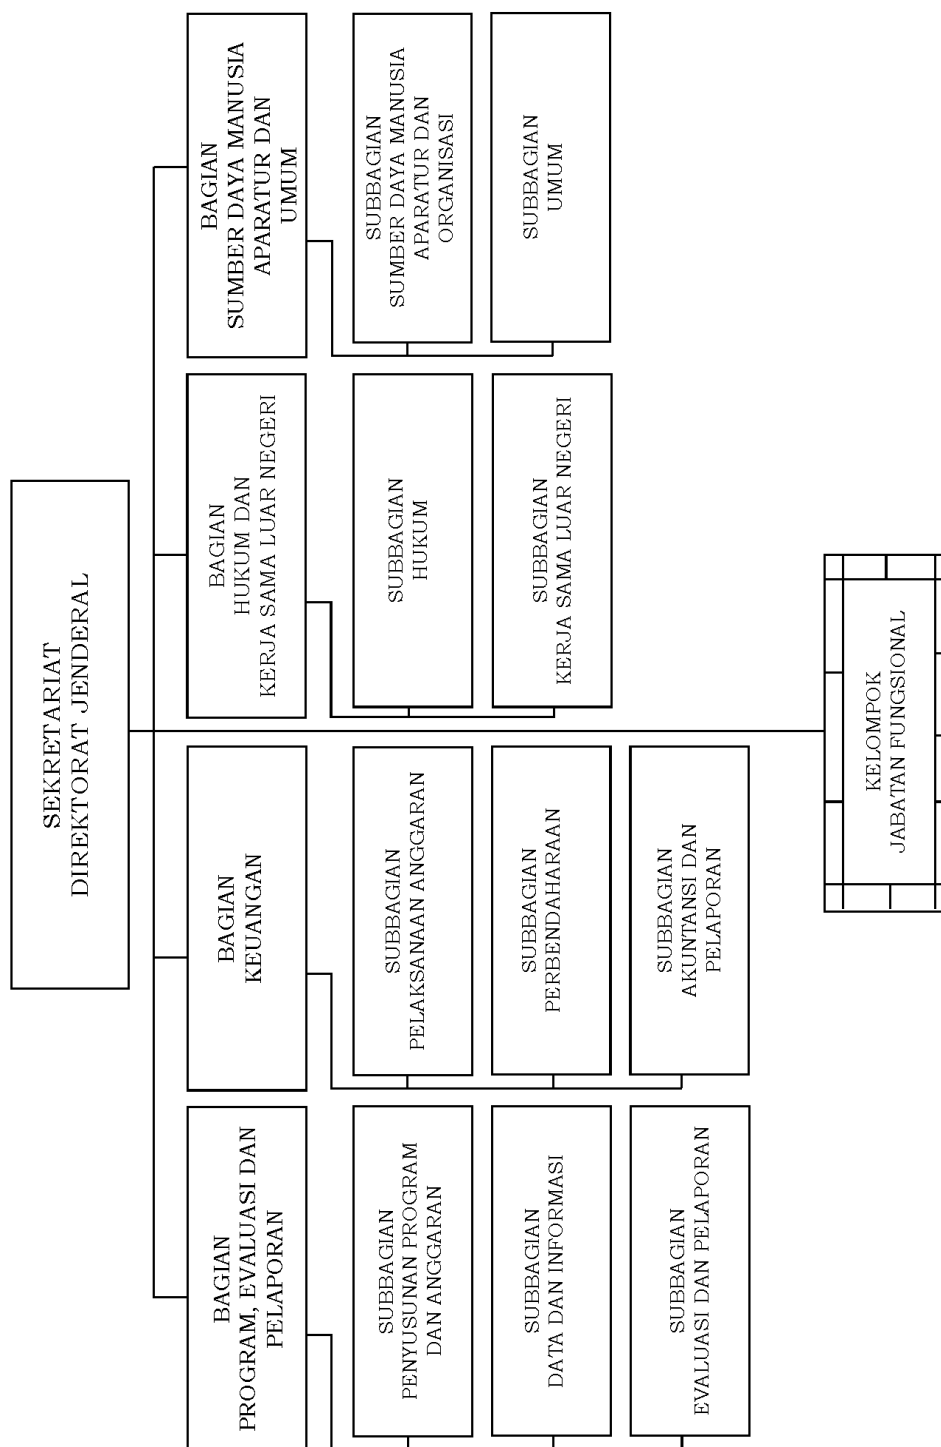 SEKRETARIAT
DIREKTORAT JENDERAL
BAGIAN
PROGRAM, EVALUASI DAN
PELAPORAN
BAGIAN
KEUANGAN
BAGIAN
HUKUM DAN
KERJA SAMA LUAR NEGERI
BAGIAN
SUMBER DAYA MANUSIA
APARATUR DAN
UMUM
SUBBAGIAN
PENYUSUNAN PROGRAM
DAN ANGGARAN
SUBBAGIAN
PELAKSANAAN ANGGARAN
SUBBAGIAN
HUKUM
SUBBAGIAN
SUMBER DAYA MANUSIA
APARATUR DAN
ORGANISASI
SUBBAGIAN
DATA DAN INFORMASI
SUBBAGIAN
PERBENDAHARAAN
SUBBAGIAN
KERJA SAMA LUAR NEGERI
SUBBAGIAN
UMUM
SUBBAGIAN
EVALUASI DAN PELAPORAN
SUBBAGIAN
AKUNTANSI DAN
PELAPORAN
KELOMPOK
JABATAN FUNGSIONAL